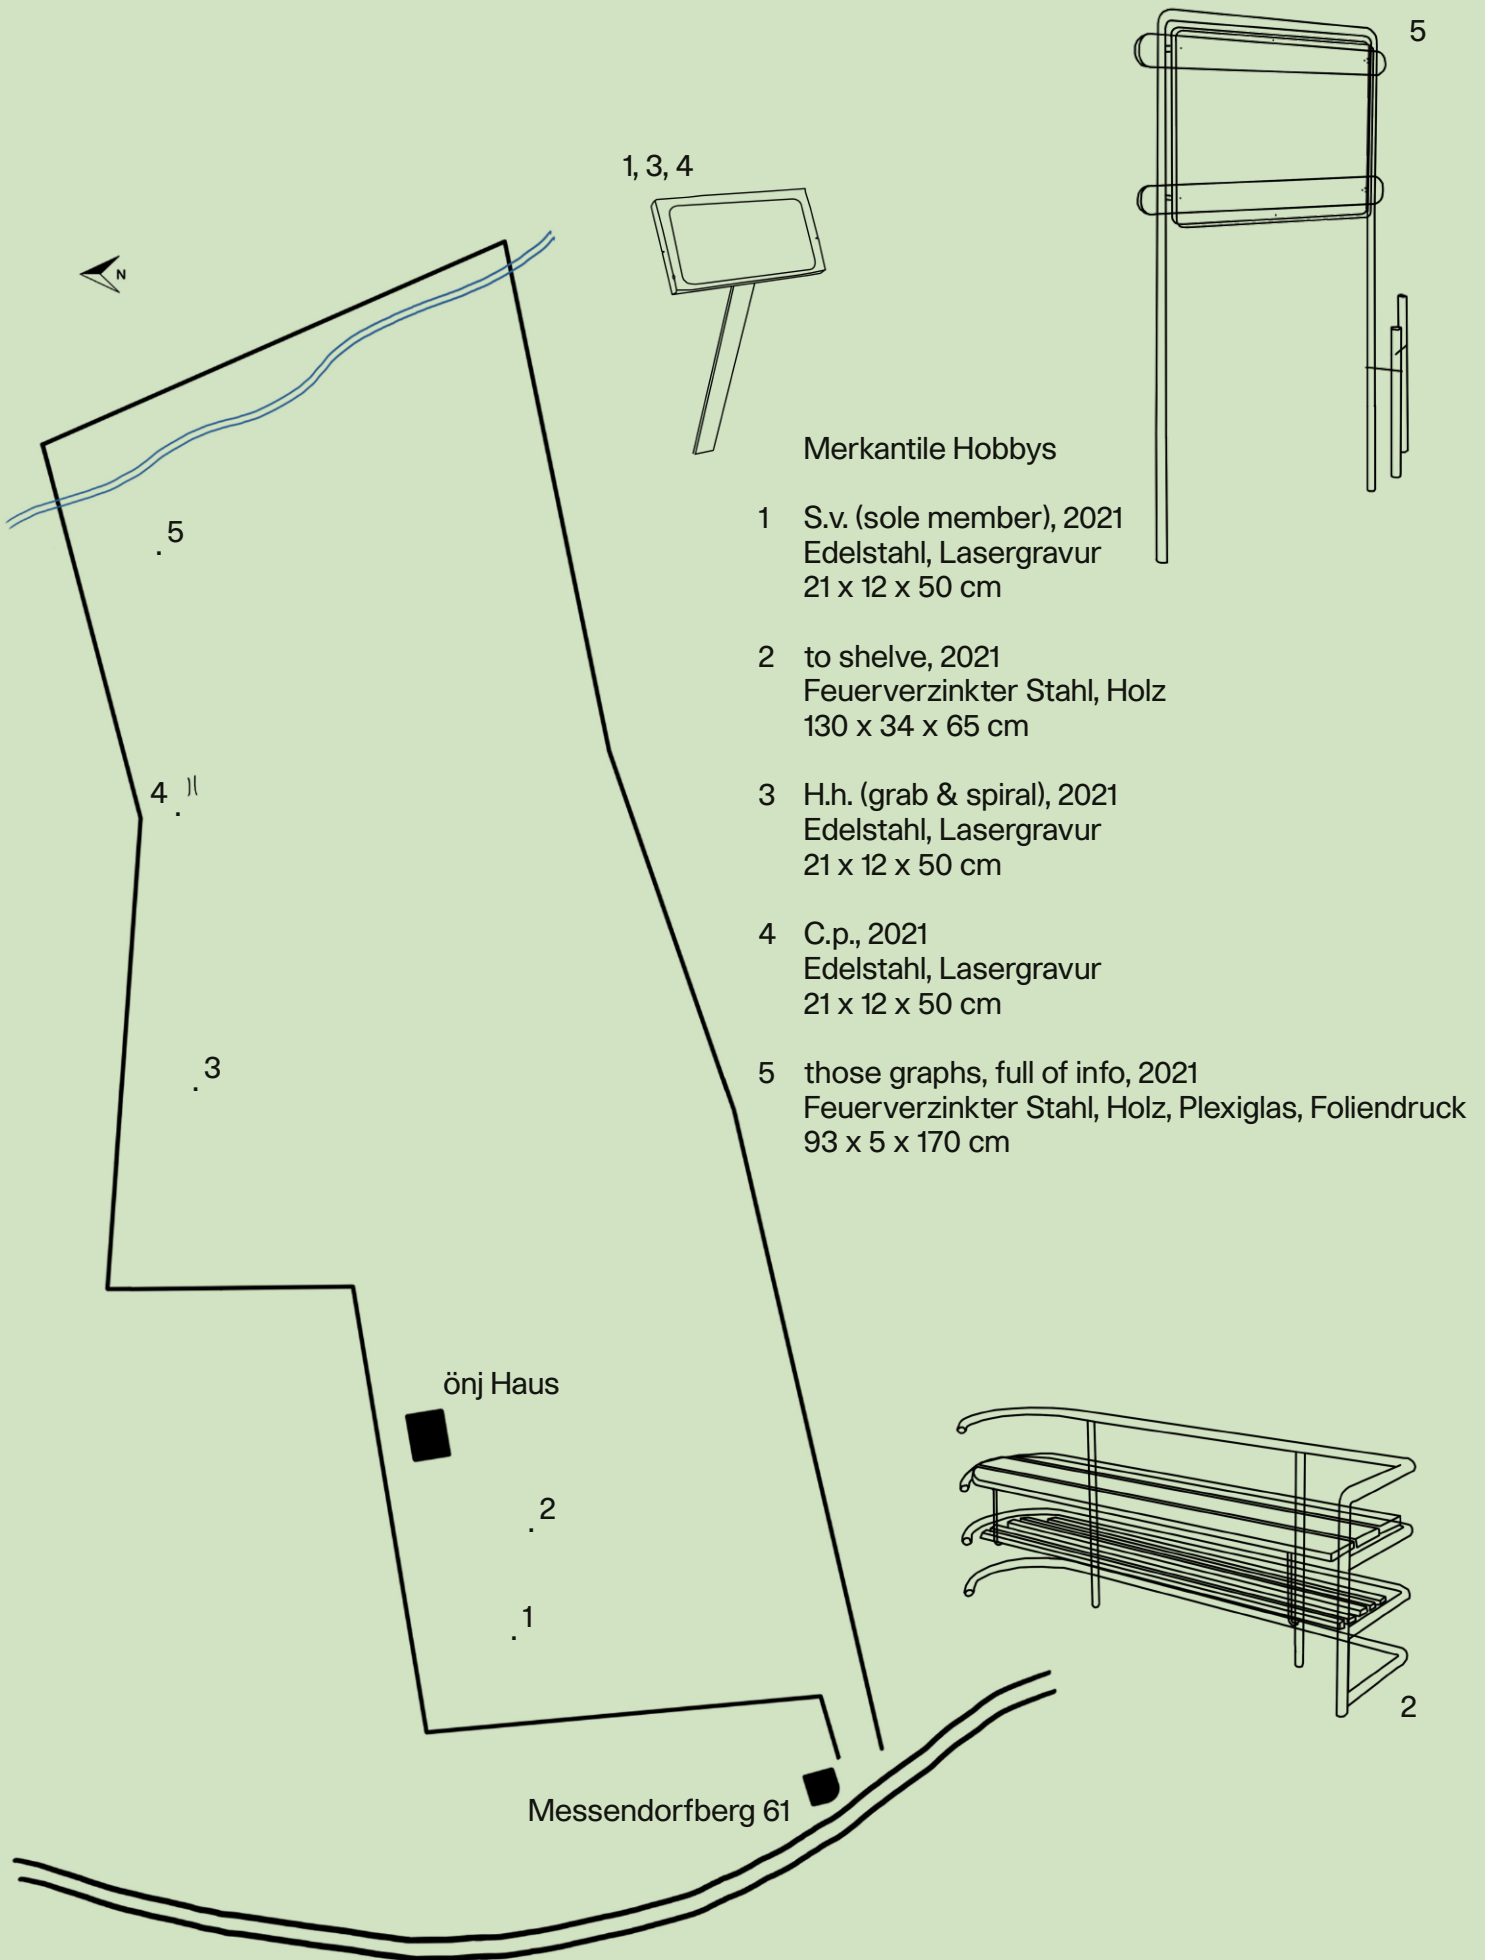 5
1, 3, 4
N
Merkantile Hobbys
1 S.v. (sole member), 2021
Edelstahl, Lasergravur
21 x 12 x 50 cm
2 to shelve, 2021
Feuerverzinkter Stahl, Holz
130 x 34 x 65 cm
3 H.h. (grab & spiral), 2021
Edelstahl, Lasergravur
21 x 12 x 50 cm
4 C.p., 2021
Edelstahl, Lasergravur
21 x 12 x 50 cm
5 those graphs, full of info, 2021
Feuerverzinkter Stahl, Holz, Plexiglas, Foliendruck
93 x 5 x 170 cm
5
4
3
önj Haus
2
1
2
Messendorfberg 61